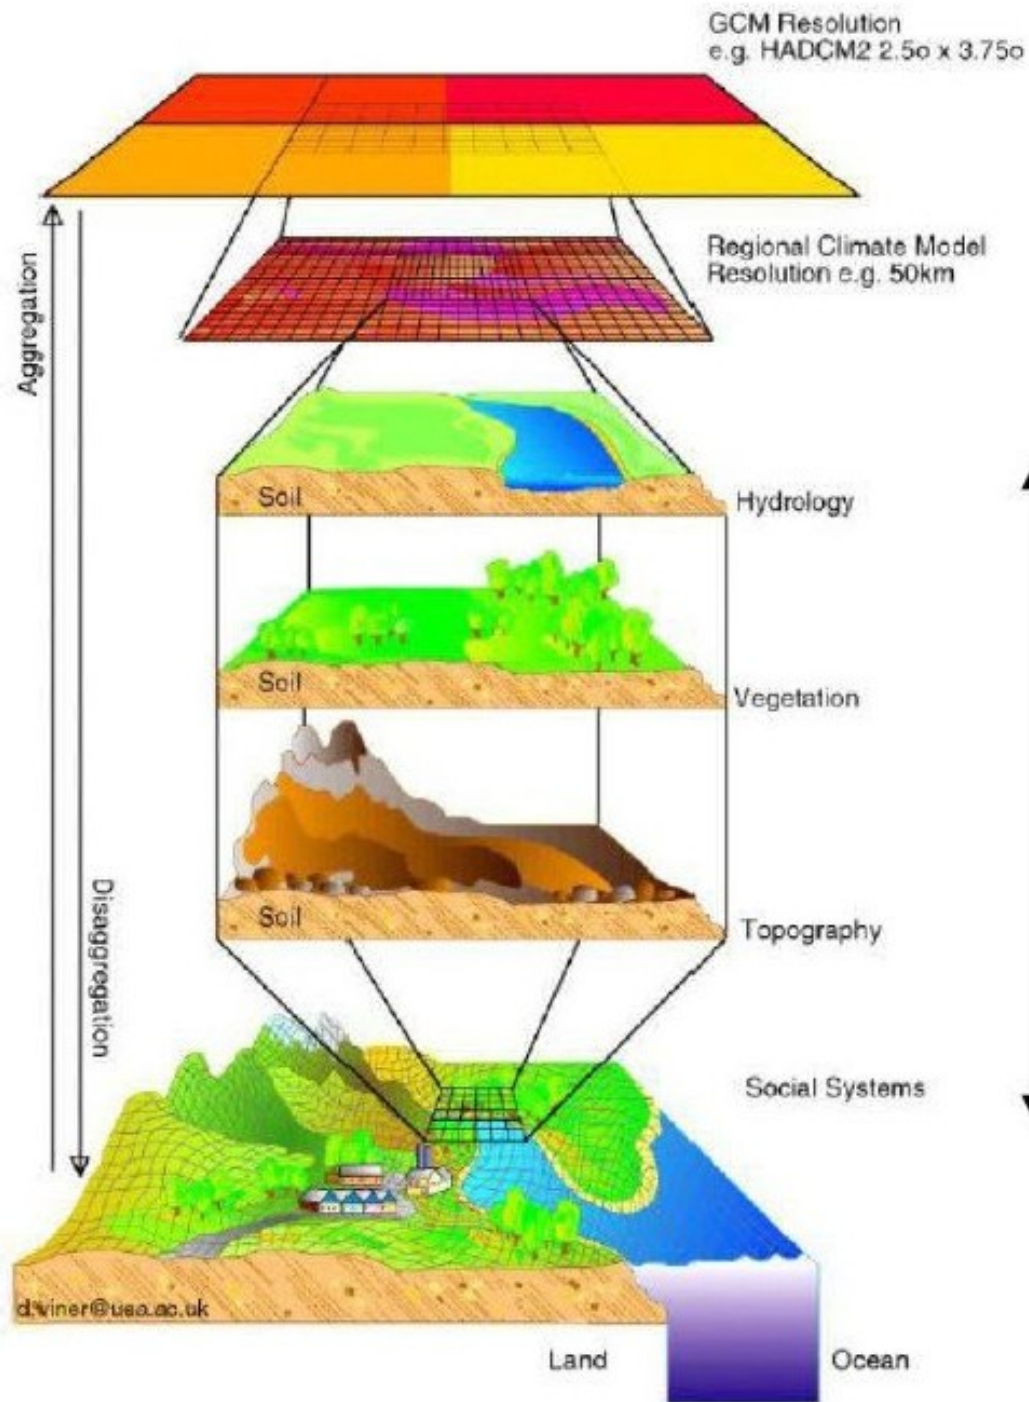 GCM Resolution
e.g. HADCM2 2.5o x 3.75o
Regional Climate Model
Resolution e.g. 50km
Aggregation
Soil
Hydrology
Soil
Vegetation
Soil
Topography
Disaggregation
Social Systems
d.viner@uea.ac.uk
Land
Ocean